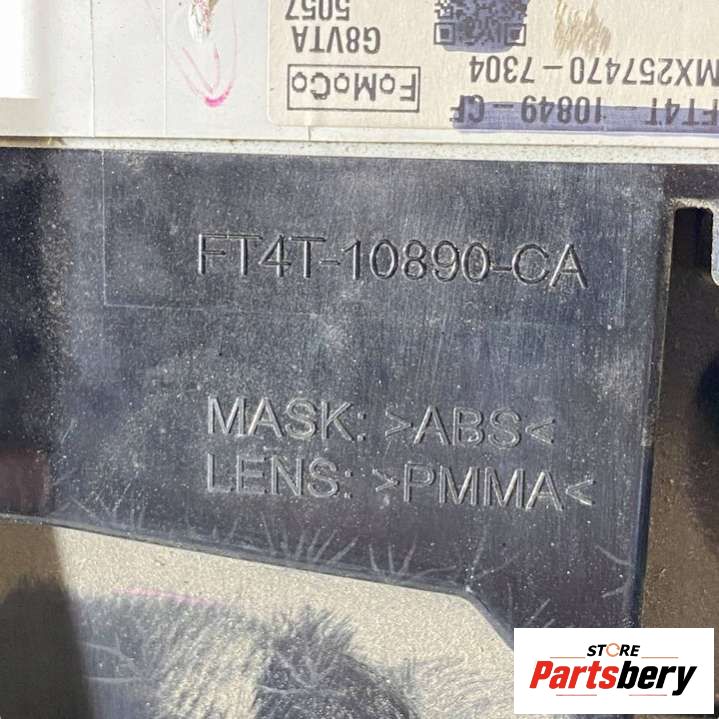 FT4T-10849-CF
MX257470-7304
FoMoCo
G8VTA
5057
FT4T-10890-CA
MASK: >ABS<
LENS: >PMMA<
STORE
Partsbery